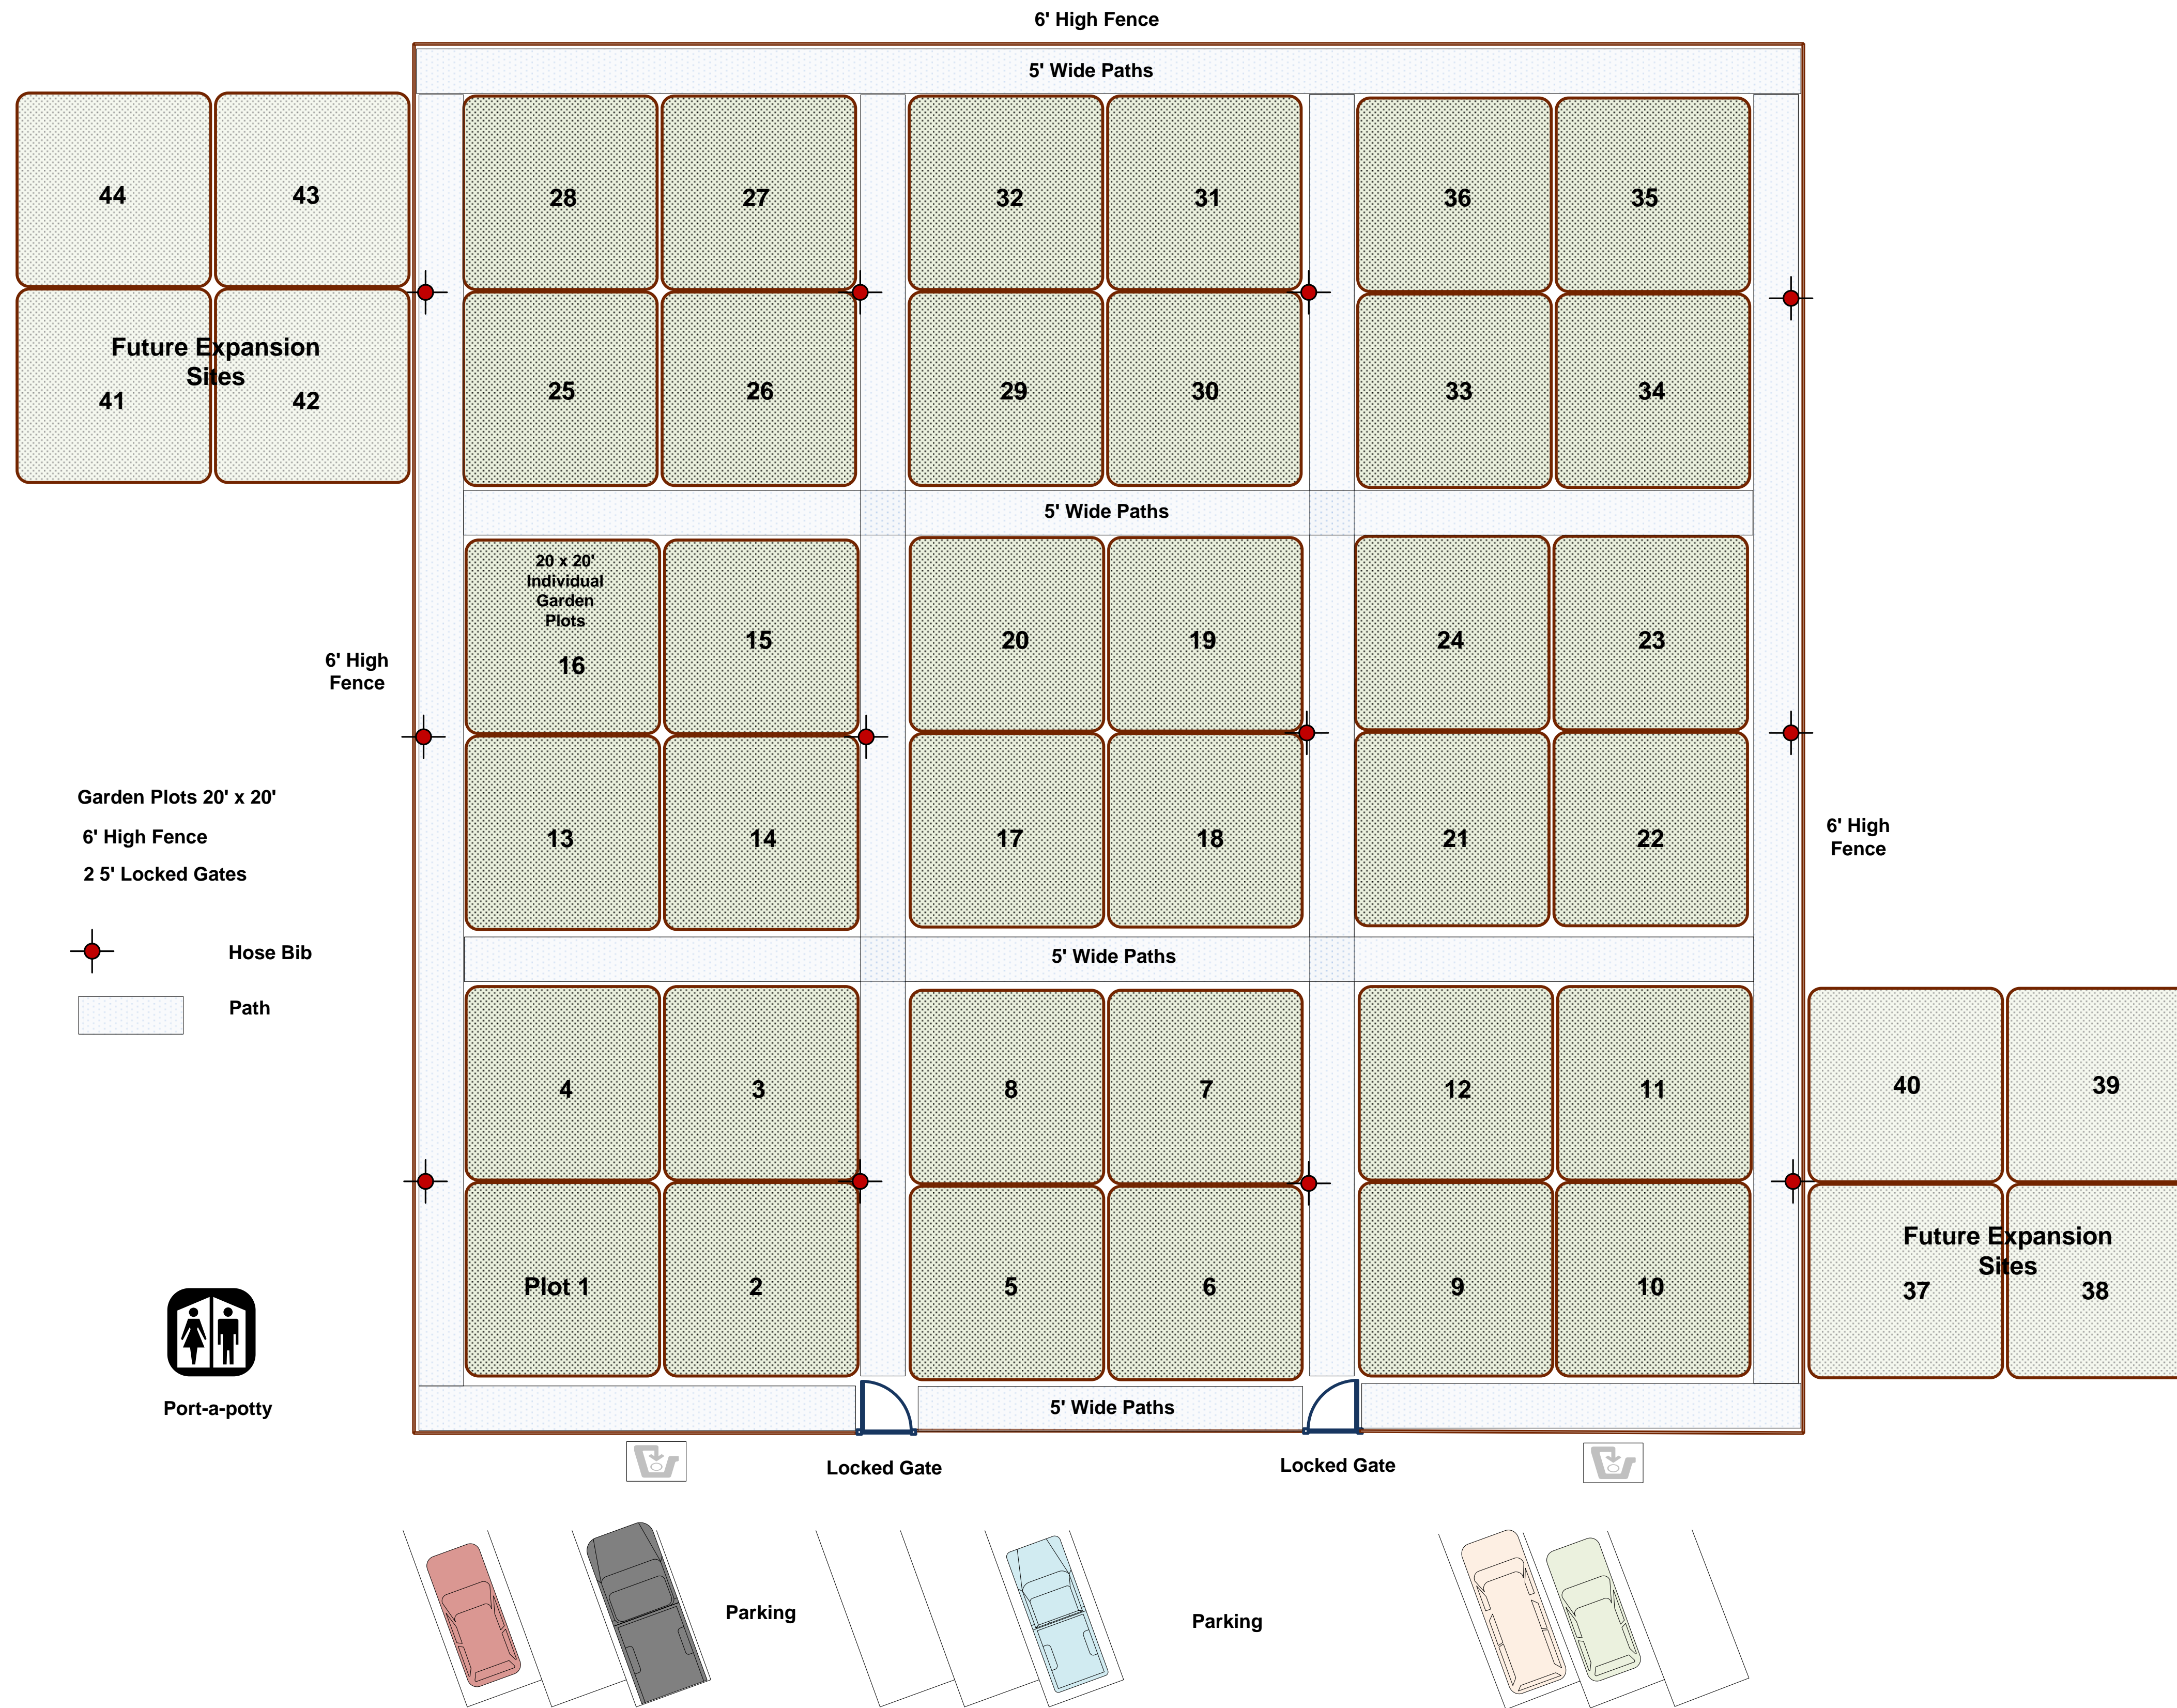 6' High Fence
5' Wide Paths
44
43
28
27
32
31
36
35
Future Expansion
Sites
41
42
25
26
29
30
33
34
5' Wide Paths
20 x 20'
Individual
Garden
Plots
16
15
20
19
24
23
6' High
Fence
Garden Plots 20' x 20'
6' High Fence
2 5' Locked Gates
13
14
17
18
21
22
6' High
Fence
Hose Bib
Path
5' Wide Paths
4
3
8
7
12
11
40
39
Plot 1
2
5
6
9
10
Future Expansion
Sites
37
38
Port-a-potty
5' Wide Paths
Locked Gate
Locked Gate
Parking
Parking